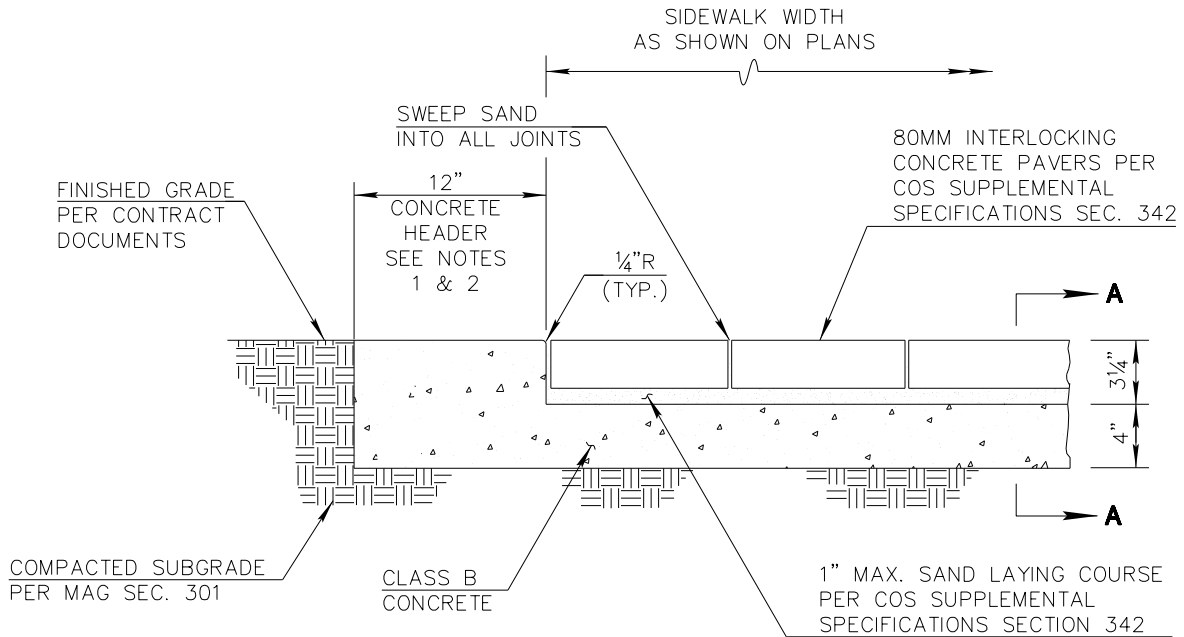 SIDEWALK WIDTH
AS SHOWN ON PLANS
SWEEP SAND
INTO ALL JOINTS
80MM INTERLOCKING
CONCRETE PAVERS PER
COS SUPPLEMENTAL
SPECIFICATIONS SEC. 342
FINISHED GRADE
PER CONTRACT
DOCUMENTS
12"
CONCRETE
HEADER
SEE NOTES
1 & 2
¼"R
(TYP.)
A
3¼"
4"
A
COMPACTED SUBGRADE
PER MAG SEC. 301
CLASS B
CONCRETE
1" MAX. SAND LAYING COURSE
PER COS SUPPLEMENTAL
SPECIFICATIONS SECTION 342